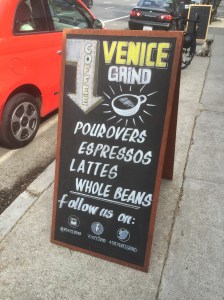 COFFEE
VENICE
GRIND
POUROVERS
ESPRESSOS
LATTES
WHOLE BEANS
follow us on: